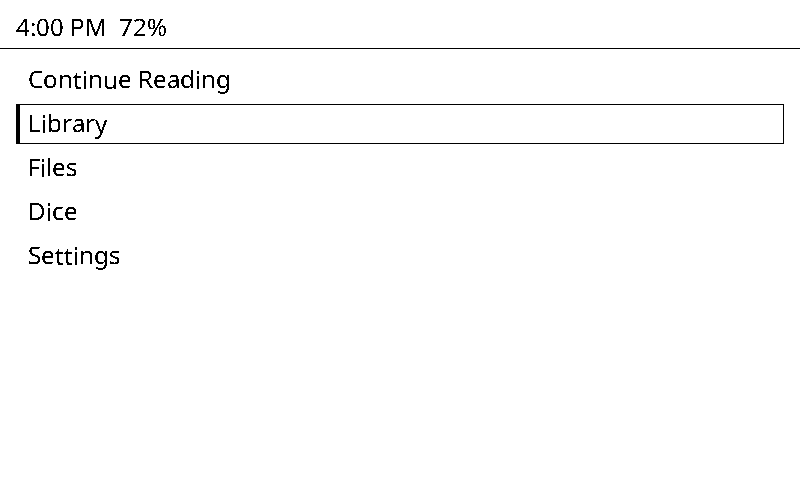 4:00 PM 72%
Continue Reading
Library
Files
Dice
Settings